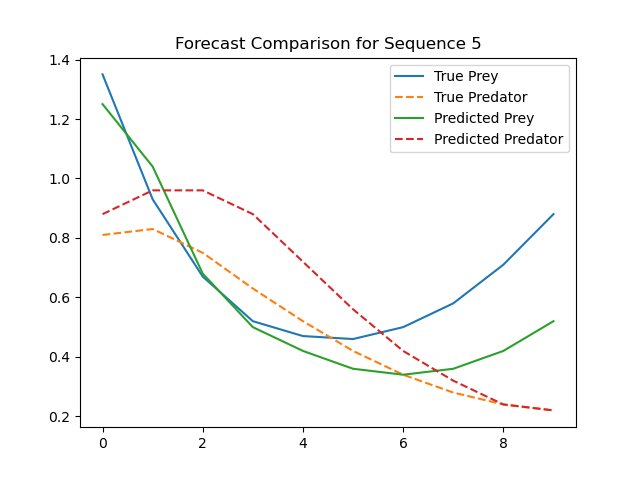 Forecast Comparison for Sequence 5
True Prey
True Predator
Predicted Prey
Predicted Predator
1.4
1.2
1.0
0.8
0.6
0.4
0.2
0 2 4 6 8